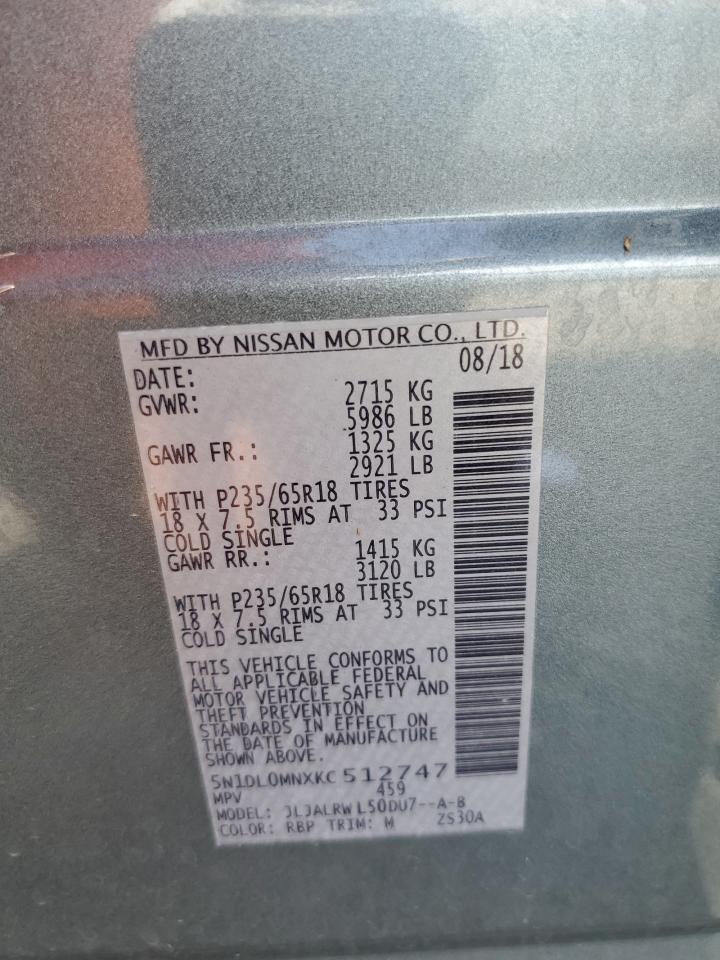 MFD BY NISSAN MOTOR CO., LTD.
DATE: 08/18
GVWR: 2715 KG
5986 LB
GAWR FR.: 1325 KG
2921 LB
WITH P235/65R18 TIRES
18 X 7.5 RIMS AT 33 PSI
COLD SINGLE
GAWR RR.: 1415 KG
3120 LB
WITH P235/65R18 TIRES
18 X 7.5 RIMS AT 33 PSI
COLD SINGLE
THIS VEHICLE CONFORMS TO
ALL APPLICABLE FEDERAL
MOTOR VEHICLE SAFETY AND
THEFT PREVENTION
STANDARDS IN EFFECT ON
THE DATE OF MANUFACTURE
SHOWN ABOVE.
5N1DL0MNXKC512747
MPV 459
MODEL: JLJALRWL50DU7--A-B
COLOR: RBP TRIM: M ZS30A